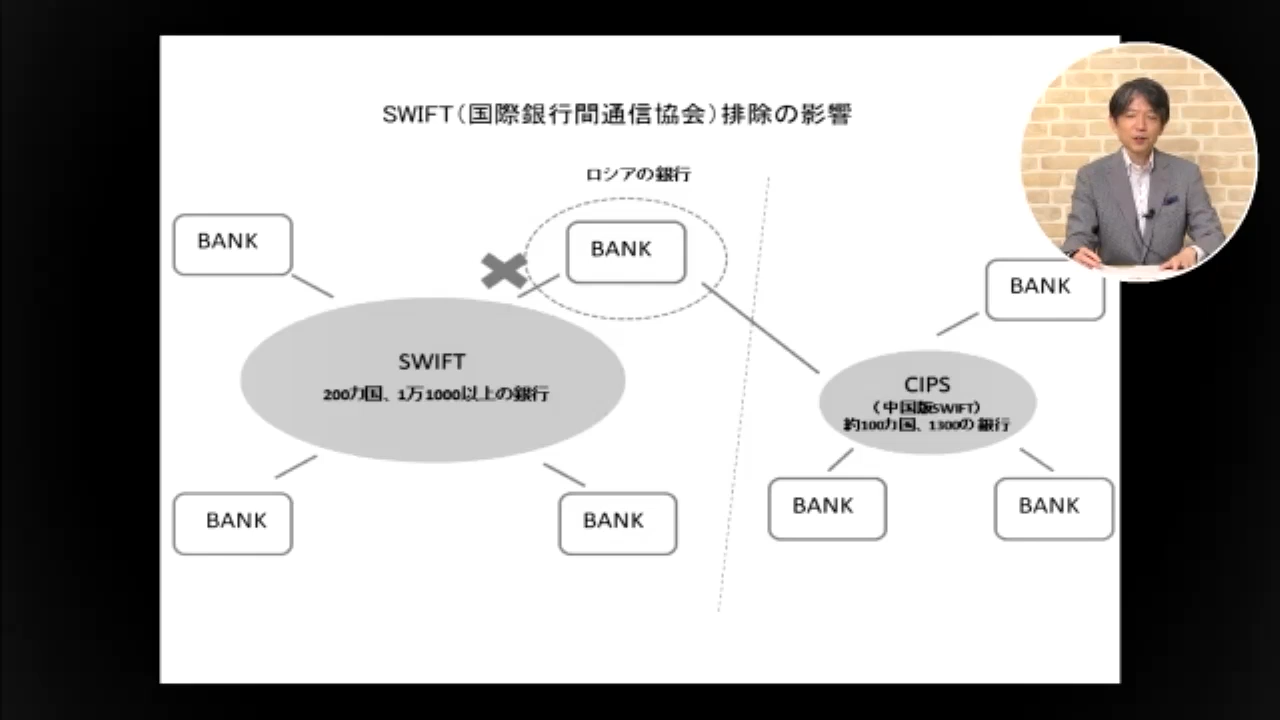 SWIFT（国際銀行間通信協会）排除の影響
ロシアの銀行
BANK
BANK
BANK
SWIFT
200カ国、1万1000以上の銀行
CIPS
（中国版SWIFT）
約100カ国、1300の銀行
BANK
BANK
BANK
BANK